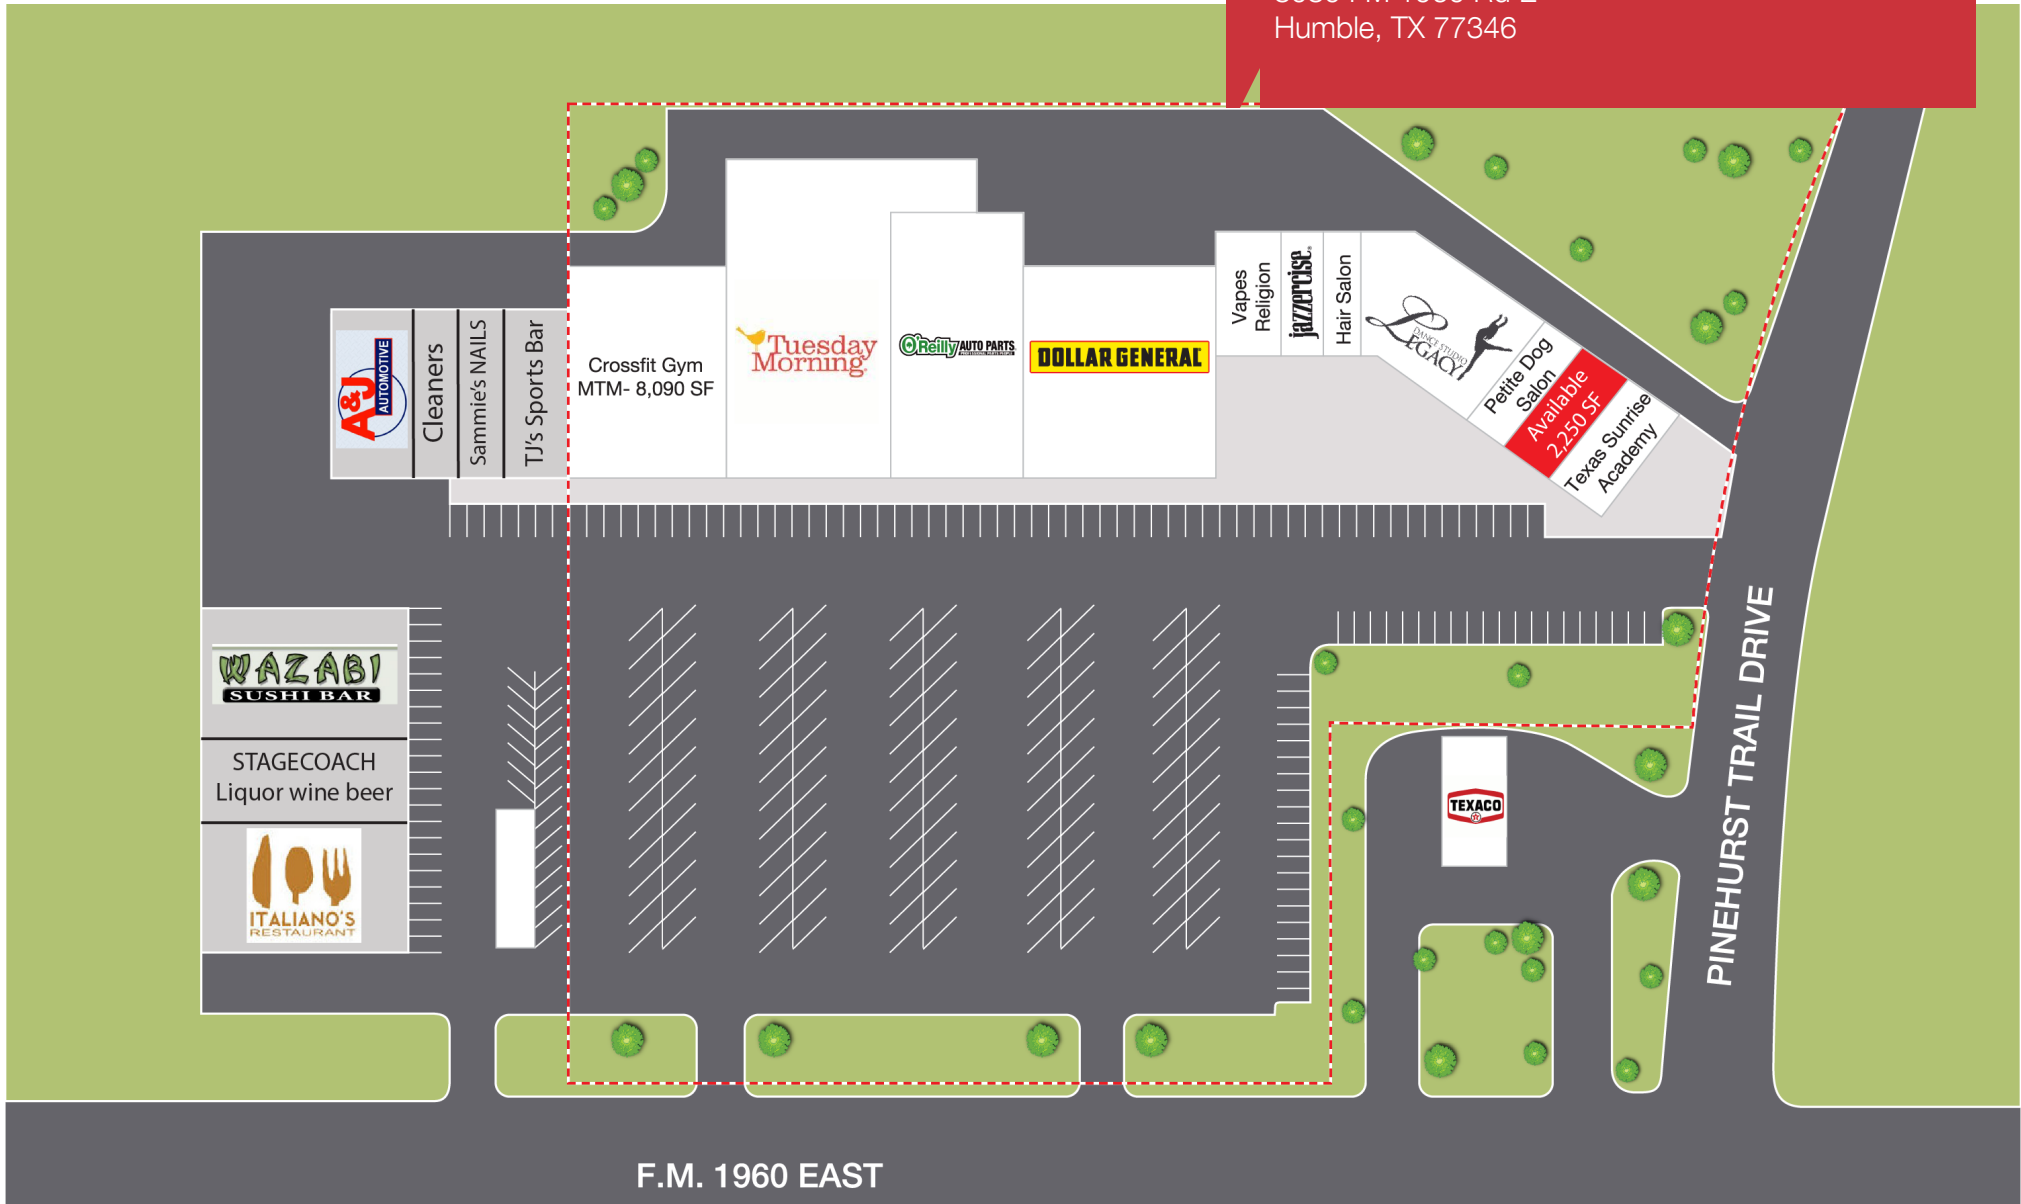 Humble, TX 77346
A&J
AUTOMOTIVE
Cleaners
Sammie's NAILS
TJ's Sports Bar
Crossfit Gym
MTM- 8,090 SF
Tuesday
Morning
O'Reilly AUTO PARTS
DOLLAR GENERAL
Vapes
Religion
jazzercise
Hair Salon
DANCE STUDIO
LEGACY
Petite Dog
Salon
Available
2,250 SF
Texas Sunrise
Academy
WAZABI
SUSHI BAR
STAGECOACH
Liquor wine beer
ITALIANO'S
RESTAURANT
TEXACO
PINEHURST TRAIL DRIVE
F.M. 1960 EAST